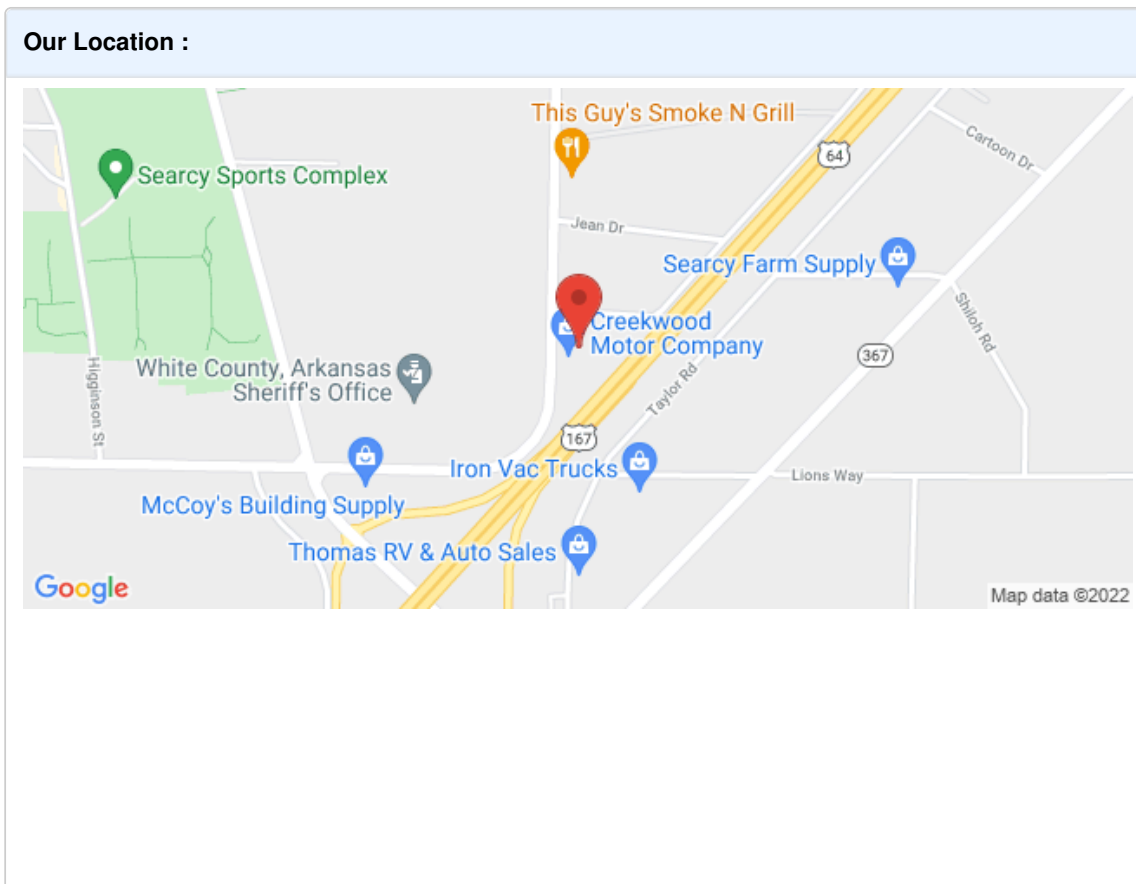 Our Location :
This Guy's Smoke N Grill
64
Cartoon Dr
Searcy Sports Complex
Jean Dr
Searcy Farm Supply
Shiloh Rd
Creekwood
Motor Company
367
White County, Arkansas
Sheriff's Office
Higginson St
Taylor Rd
167
Iron Vac Trucks
Lions Way
McCoy's Building Supply
Thomas RV & Auto Sales
Google
Map data ©2022